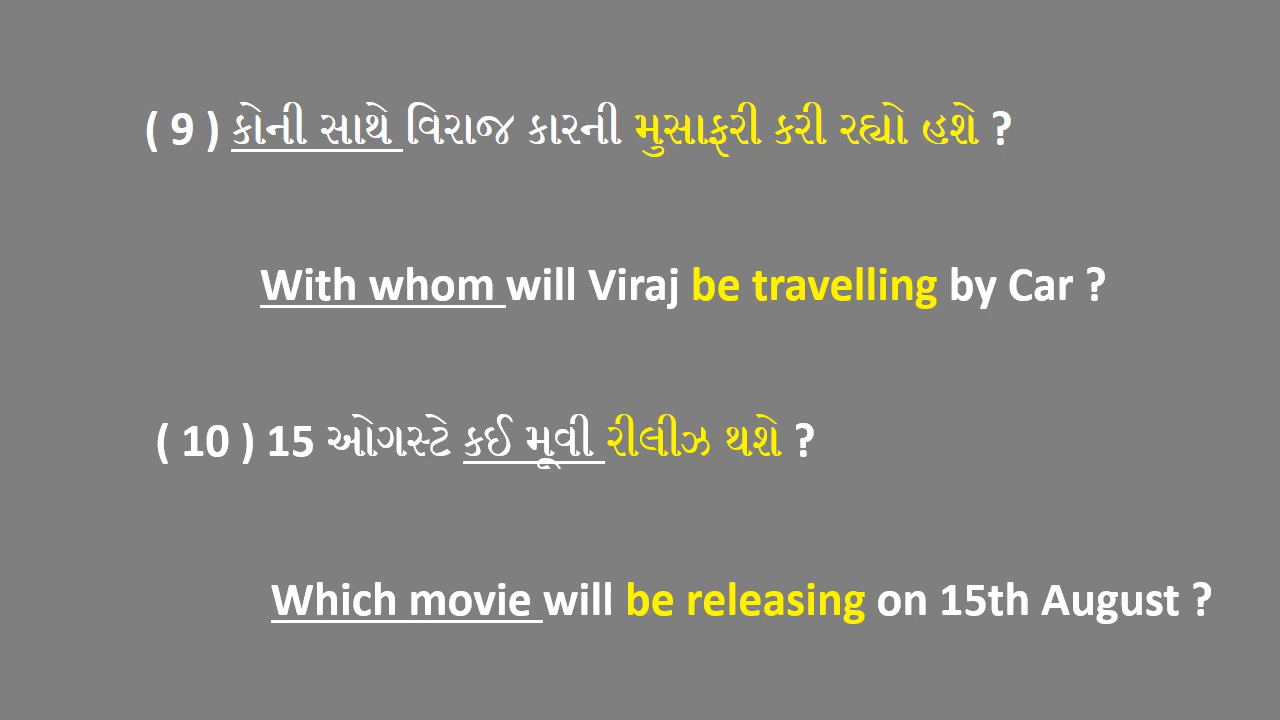 ( 9 ) કોની સાથે વિરાજ કારની મુસાફરી કરી રહ્યો હશે ?
With whom will Viraj be travelling by Car ?
( 10 ) 15 ઓગસ્ટે કઈ મૂવી રીલીઝ થશે ?
Which movie will be releasing on 15th August ?